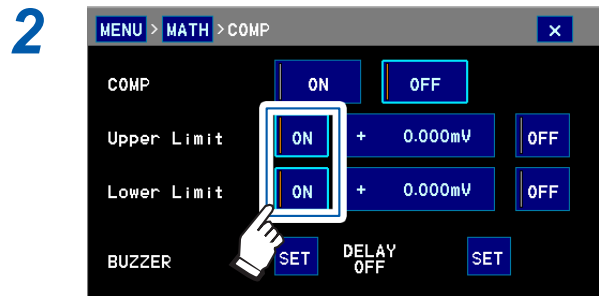 2
MENU > MATH > COMP ×
COMP ON OFF
Upper Limit ON + 0.000mV OFF
Lower Limit ON + 0.000mV OFF
BUZZER SET DELAY OFF SET